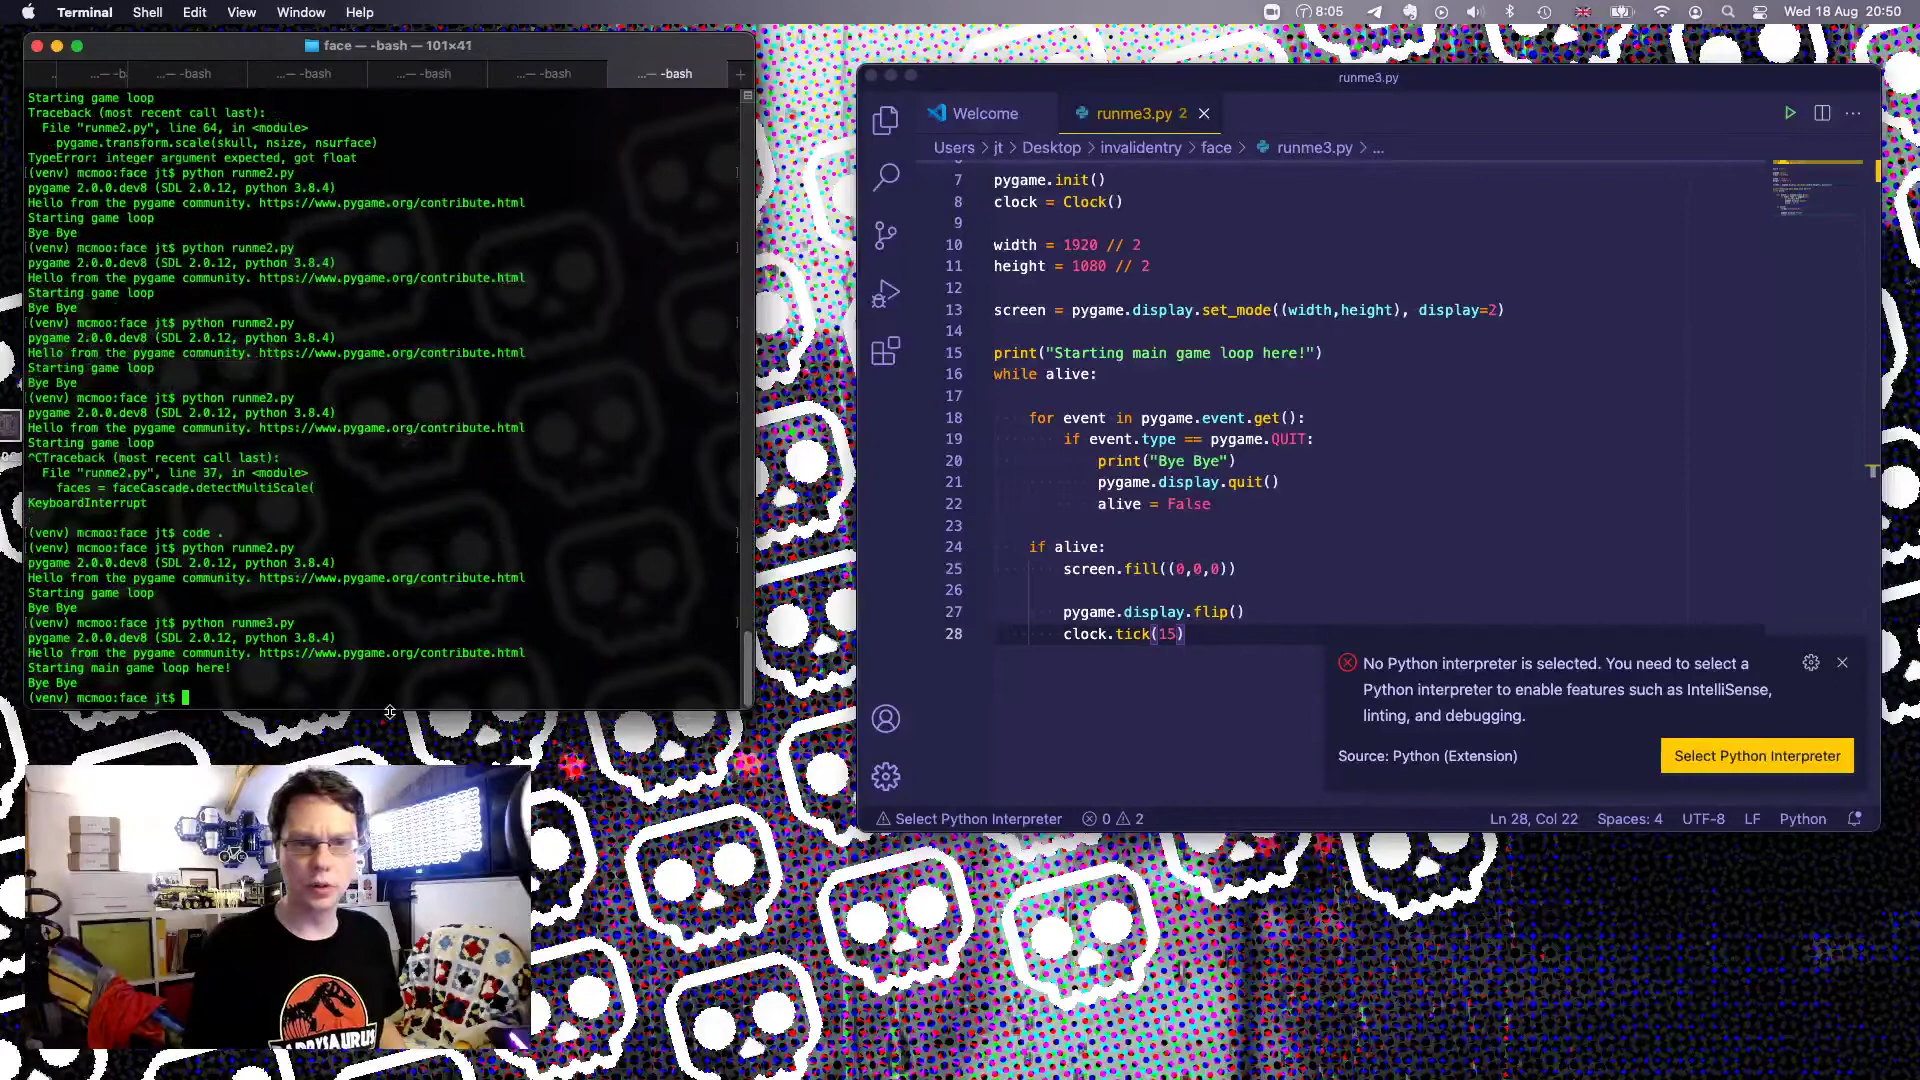 Terminal Shell Edit View Window Help
8:05 Wed 18 Aug 20:50
face — -bash — 101×41
...— -b ...— -bash ...— -bash ...— -bash ...— -bash ...— -bash
Starting game loop
Traceback (most recent call last):
File "runme2.py", line 64, in <module>
pygame.transform.scale(skull, nsize, nsurface)
TypeError: integer argument expected, got float
(venv) mcmoo:face jt$ python runme2.py
pygame 2.0.0.dev8 (SDL 2.0.12, python 3.8.4)
Hello from the pygame community. https://www.pygame.org/contribute.html
Starting game loop
Bye Bye
(venv) mcmoo:face jt$ python runme2.py
pygame 2.0.0.dev8 (SDL 2.0.12, python 3.8.4)
Hello from the pygame community. https://www.pygame.org/contribute.html
Starting game loop
Bye Bye
(venv) mcmoo:face jt$ python runme2.py
pygame 2.0.0.dev8 (SDL 2.0.12, python 3.8.4)
Hello from the pygame community. https://www.pygame.org/contribute.html
Starting game loop
Bye Bye
(venv) mcmoo:face jt$ python runme2.py
pygame 2.0.0.dev8 (SDL 2.0.12, python 3.8.4)
Hello from the pygame community. https://www.pygame.org/contribute.html
Starting game loop
^CTraceback (most recent call last):
File "runme2.py", line 37, in <module>
faces = faceCascade.detectMultiScale(
KeyboardInterrupt
(venv) mcmoo:face jt$ code .
(venv) mcmoo:face jt$ python runme2.py
pygame 2.0.0.dev8 (SDL 2.0.12, python 3.8.4)
Hello from the pygame community. https://www.pygame.org/contribute.html
Starting game loop
Bye Bye
(venv) mcmoo:face jt$ python runme3.py
pygame 2.0.0.dev8 (SDL 2.0.12, python 3.8.4)
Hello from the pygame community. https://www.pygame.org/contribute.html
Starting main game loop here!
Bye Bye
(venv) mcmoo:face jt$
runme3.py
Welcome runme3.py 2
Users > jt > Desktop > invalidentry > face > runme3.py > ...
7 pygame.init()
8 clock = Clock()
9
10 width = 1920 // 2
11 height = 1080 // 2
12
13 screen = pygame.display.set_mode((width,height), display=2)
14
15 print("Starting main game loop here!")
16 while alive:
17
18 for event in pygame.event.get():
19 if event.type == pygame.QUIT:
20 print("Bye Bye")
21 pygame.display.quit()
22 alive = False
23
24 if alive:
25 screen.fill((0,0,0))
26
27 pygame.display.flip()
28 clock.tick(15)
No Python interpreter is selected. You need to select a
Python interpreter to enable features such as IntelliSense,
linting, and debugging.
Source: Python (Extension) Select Python Interpreter
Select Python Interpreter 0 2 Ln 28, Col 22 Spaces: 4 UTF-8 LF Python